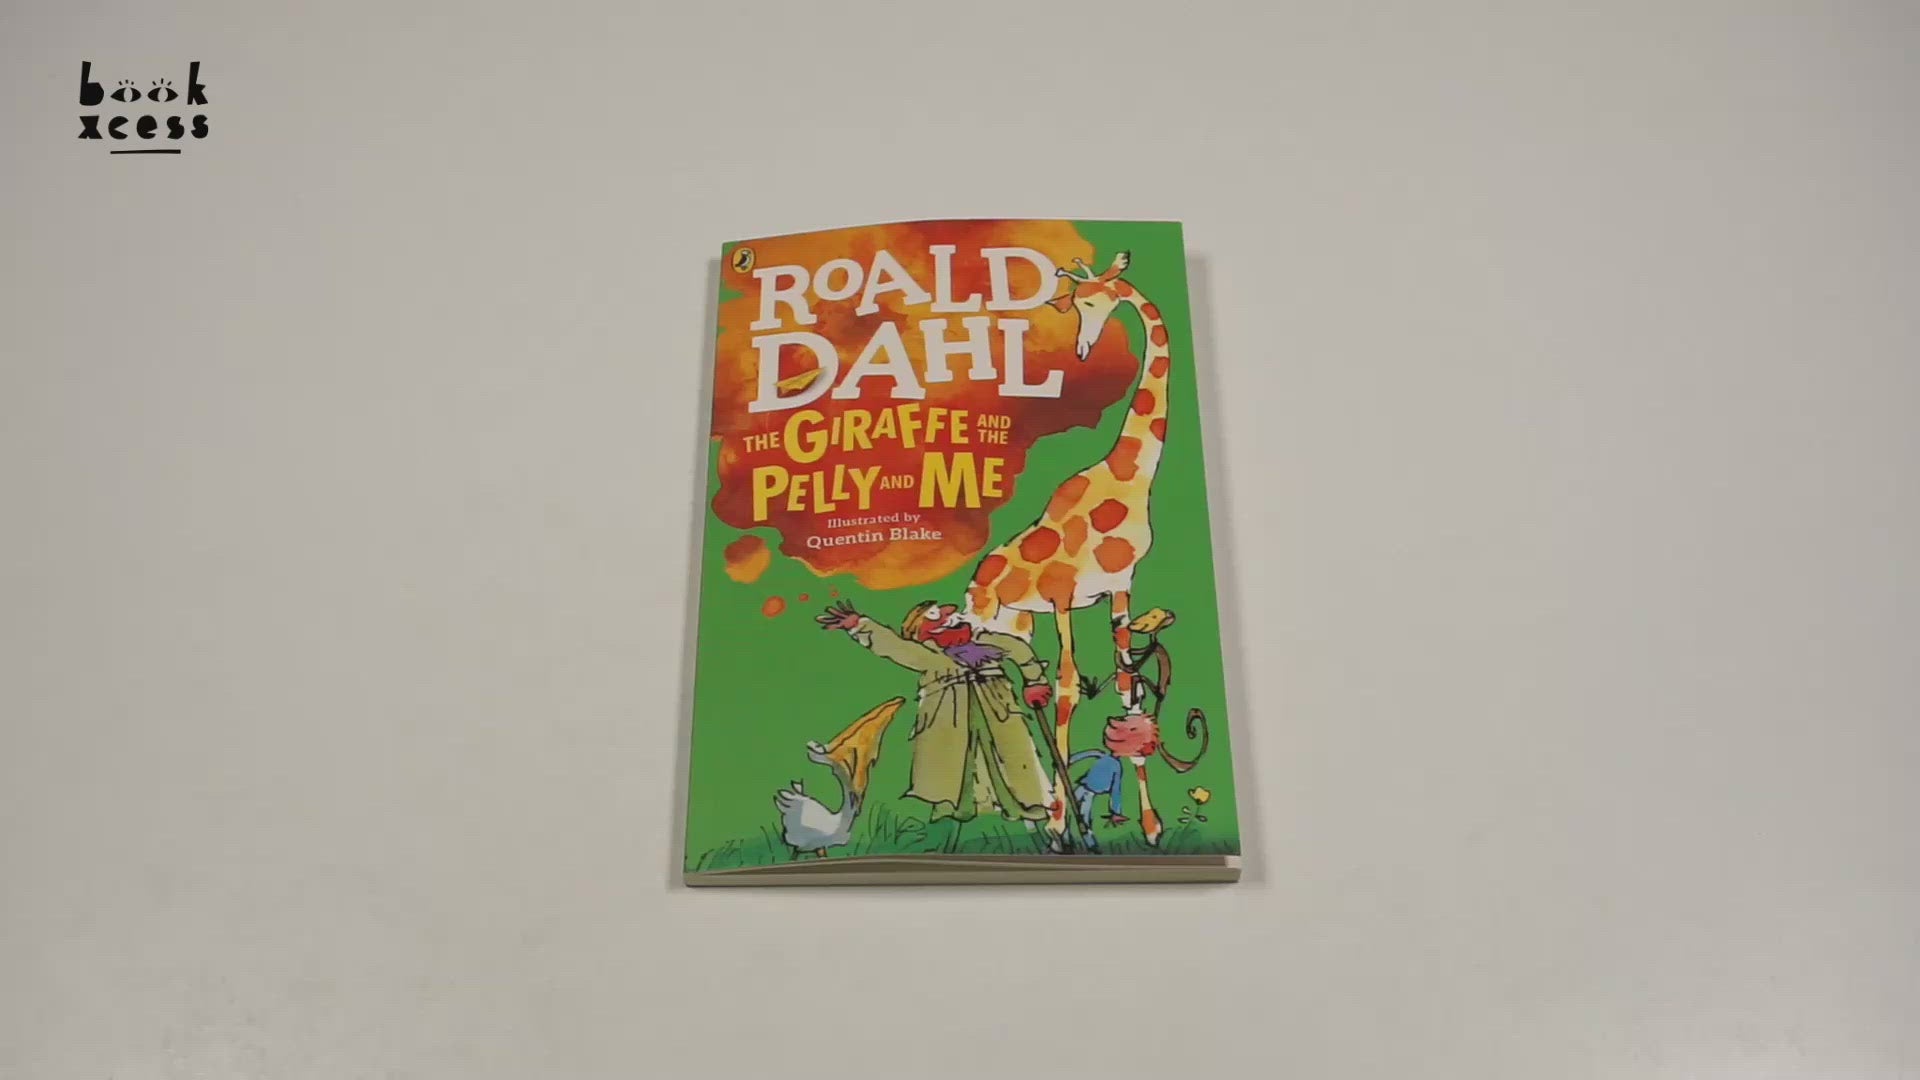 book
xcess
ROALD
DAHL
THE GIRAFFE AND THE
PELLY AND ME
Illustrated by
Quentin Blake